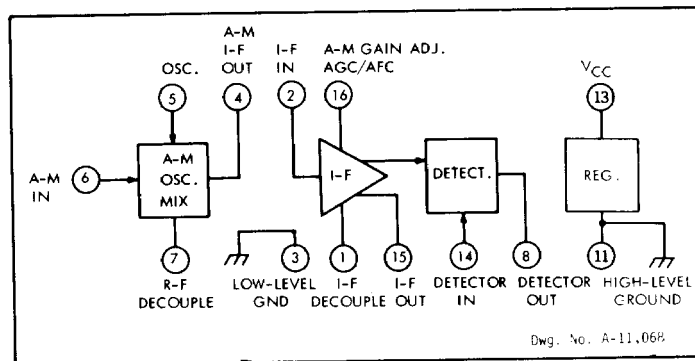 A-M
I-F
OUT
I-F
IN
A-M GAIN ADJ.
AGC/AFC
OSC.
VCC
5
4
2
16
13
A-M
IN
6
A-M
OSC.
MIX
I-F
DETECT.
REG.
7
3
1
15
14
8
11
R-F
DECOUPLE
LOW-LEVEL
GND
I-F
DECOUPLE
I-F
OUT
DETECTOR
IN
DETECTOR
OUT
HIGH-LEVEL
GROUND
Dwg. No. A-11,068